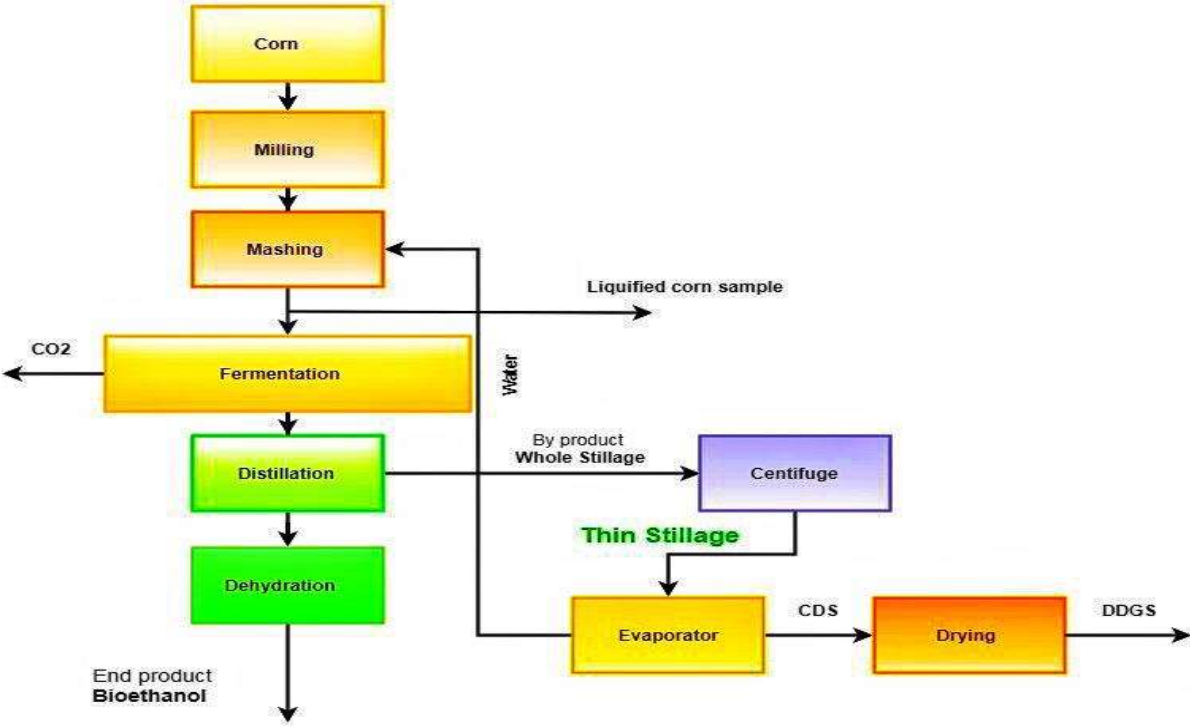 Corn
Milling
Mashing
Liquified corn sample
CO2
Fermentation
Water
By product
Whole Stillage
Distillation
Centifuge
Thin Stillage
Dehydration
Evaporator
CDS
Drying
DDGS
End product
Bioethanol